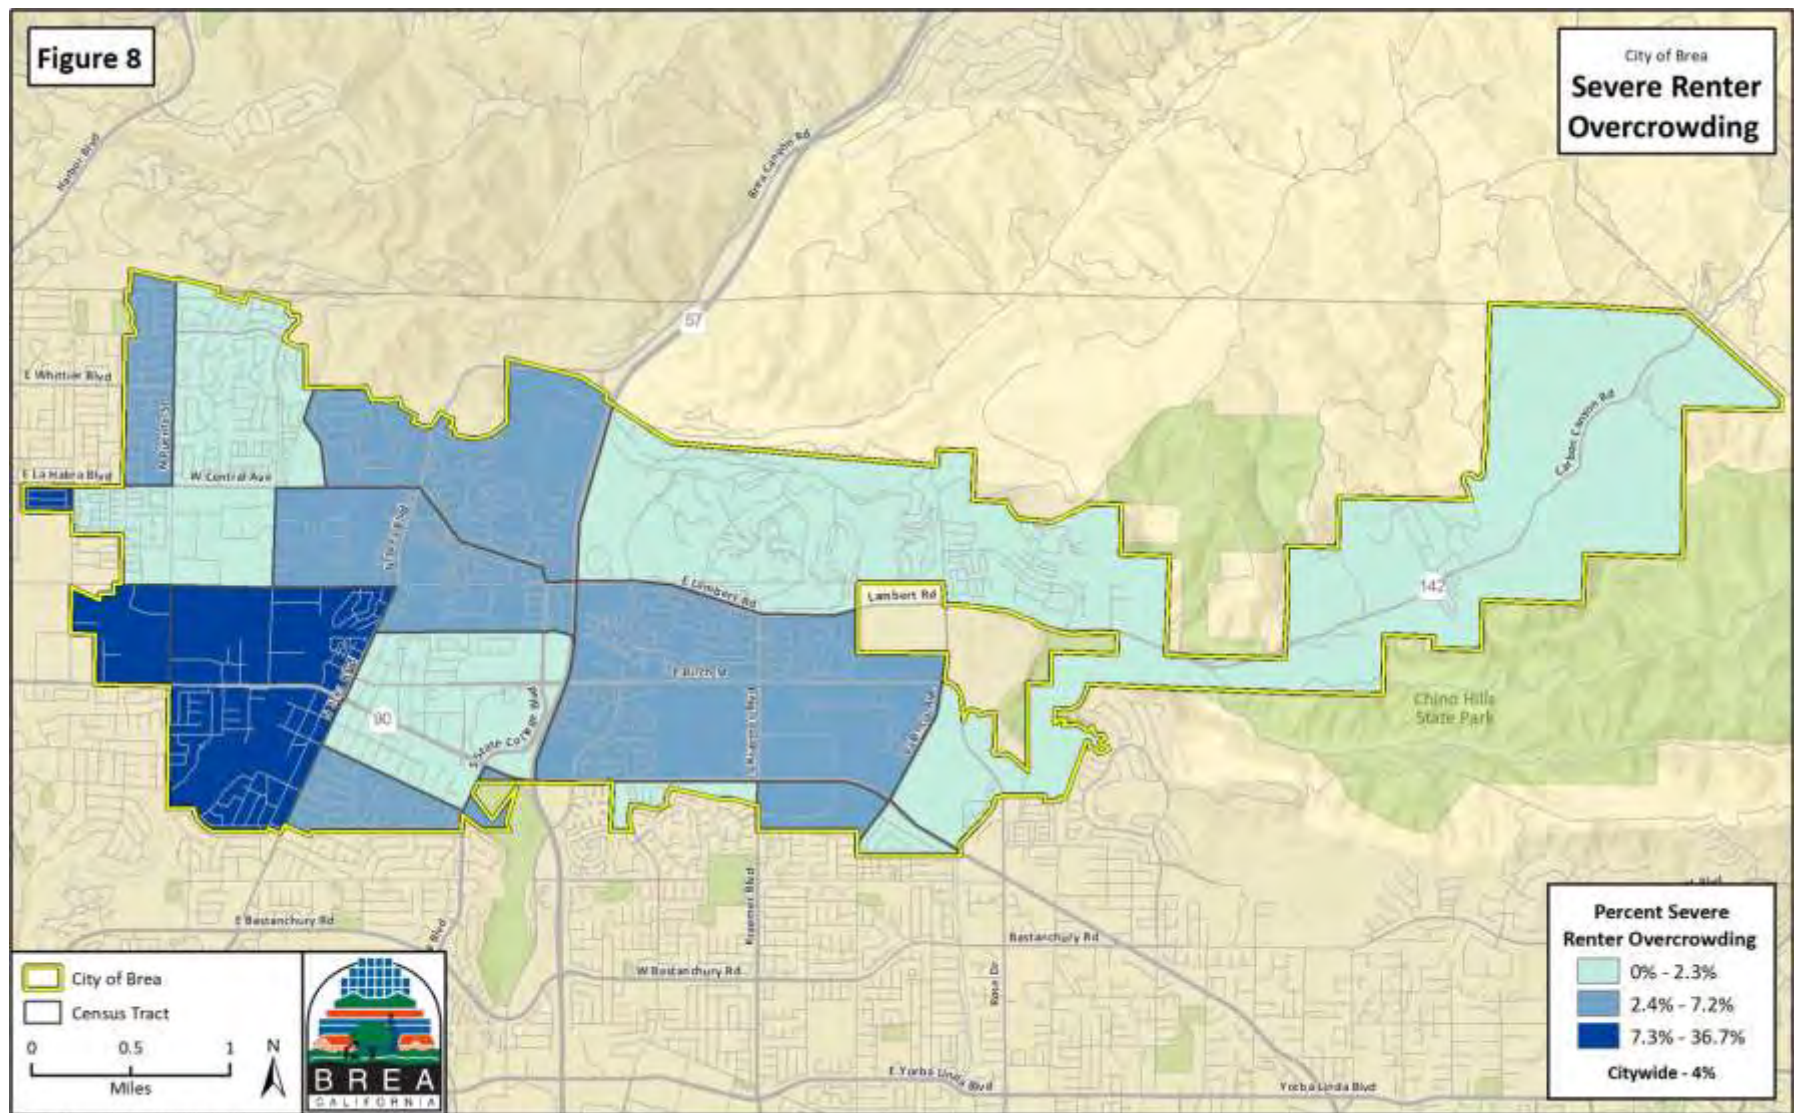 Figure 8
City of Brea
Severe Renter
Overcrowding
Harbor Blvd
Brea Canyon Rd
57
E Whittier Blvd
N Puente St
E La Habra Blvd
W Central Ave
Carbon Canyon Rd
E Lambert Rd
Lambert Rd
142
E Birch St
90
S State College Blvd
Chino Hills
State Park
E Bastanchury Rd
Blvd
Kraemer Blvd
W Bastanchury Rd
Bastanchury Rd
Rose Dr
E Yorba Linda Blvd
Yorba Linda Blvd
City of Brea
Census Tract
0 0.5 1
Miles
N
BREA
CALIFORNIA
Percent Severe
Renter Overcrowding
0% - 2.3%
2.4% - 7.2%
7.3% - 36.7%
Citywide - 4%